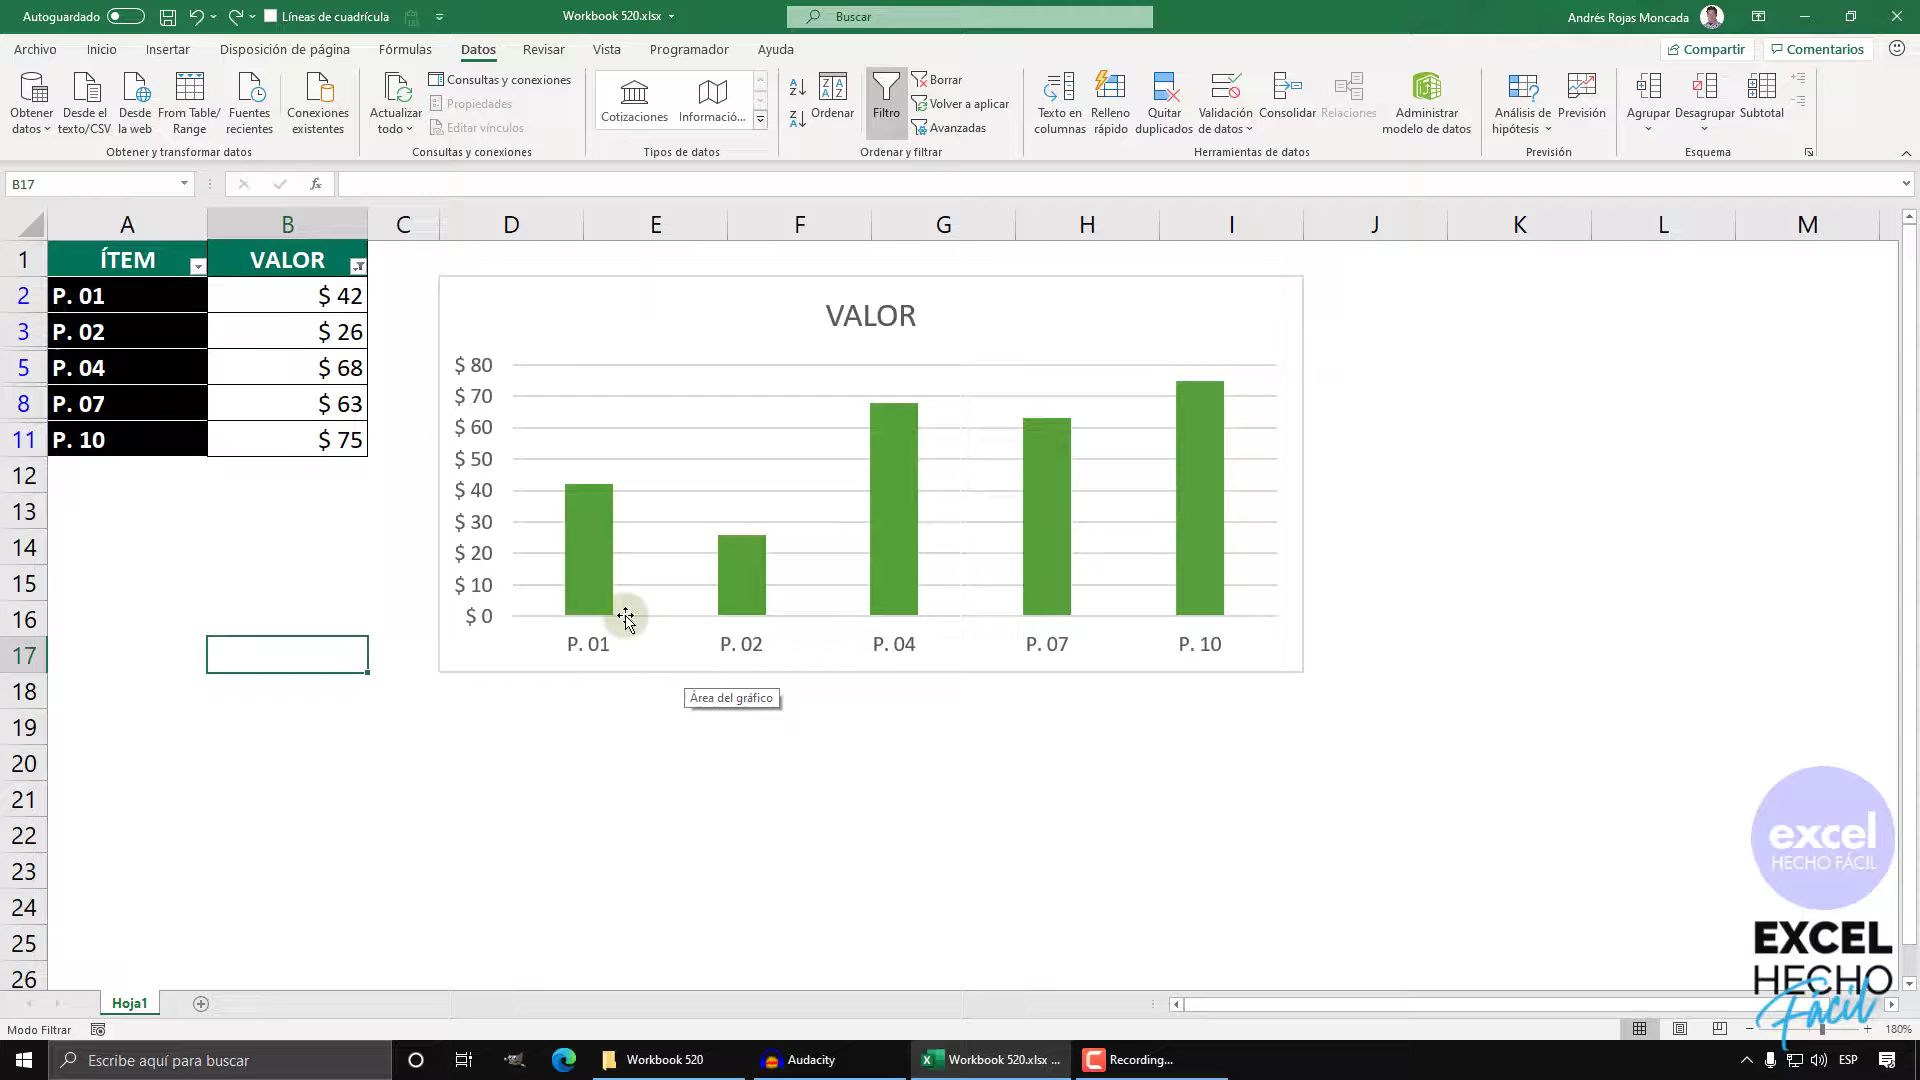 Autoguardado
Líneas de cuadrícula
Workbook 520.xlsx
Buscar
Andrés Rojas Moncada
Archivo Inicio Insertar Disposición de página Fórmulas Datos Revisar Vista Programador Ayuda
Compartir Comentarios
Obtener datos
Desde el texto/CSV
Desde la web
From Table/ Range
Fuentes recientes
Conexiones existentes
Obtener y transformar datos
Actualizar todo
Consultas y conexiones
Propiedades
Editar vínculos
Consultas y conexiones
Cotizaciones
Informació...
Tipos de datos
Ordenar
Filtro
Borrar
Volver a aplicar
Avanzadas
Ordenar y filtrar
Texto en columnas
Relleno rápido
Quitar duplicados
Validación de datos
Consolidar
Relaciones
Administrar modelo de datos
Herramientas de datos
Análisis de hipótesis
Previsión
Previsión
Agrupar
Desagrupar
Subtotal
Esquema
B17
fx
A B C D E F G H I J K L M
1 ÍTEM VALOR
2 P. 01 $ 42
3 P. 02 $ 26
5 P. 04 $ 68
8 P. 07 $ 63
11 P. 10 $ 75
12
13
14
15
16
17
18
19
20
21
22
23
24
25
26
VALOR
$ 80
$ 70
$ 60
$ 50
$ 40
$ 30
$ 20
$ 10
$ 0
P. 01 P. 02 P. 04 P. 07 P. 10
Área del gráfico
excel
HECHO FÁCIL
EXCEL
HECHO
Fácil
Hoja1
Modo Filtrar
180%
Escribe aquí para buscar
Workbook 520
Audacity
Workbook 520.xlsx ...
Recording...
ESP